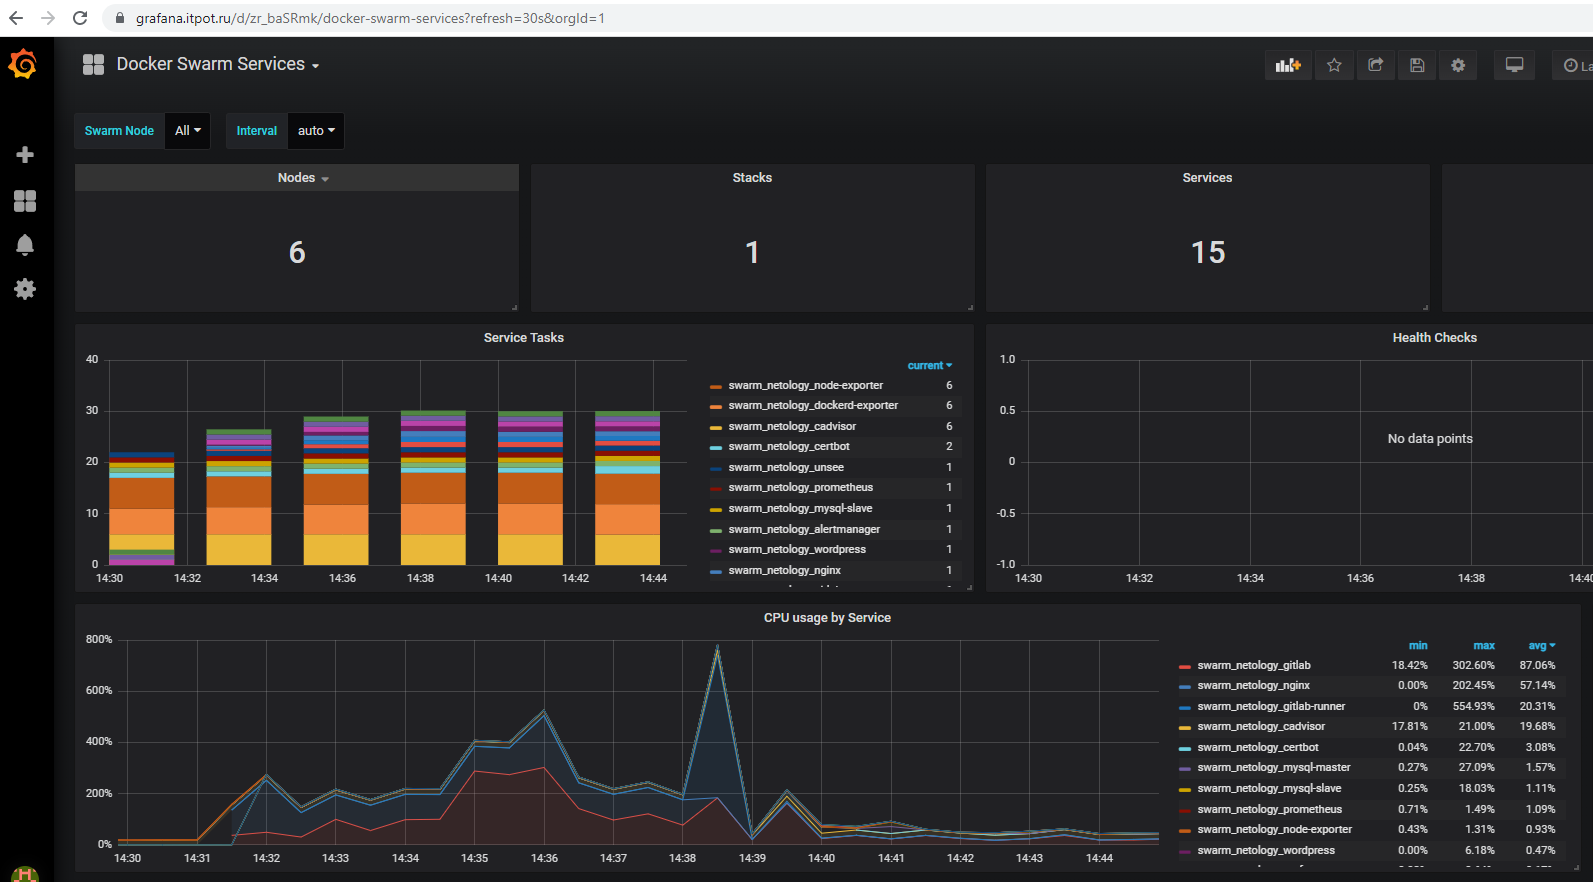 grafana.itpot.ru/d/zr_baSRmk/docker-swarm-services?refresh=30s&orgId=1
Docker Swarm Services
La
Swarm Node All Interval auto
Nodes
6
Stacks
1
Services
15
Service Tasks
40
30
20
10
0
14:30 14:32 14:34 14:36 14:38 14:40 14:42 14:44
current
swarm_netology_node-exporter 6
swarm_netology_dockerd-exporter 6
swarm_netology_cadvisor 6
swarm_netology_certbot 2
swarm_netology_unsee 1
swarm_netology_prometheus 1
swarm_netology_mysql-slave 1
swarm_netology_alertmanager 1
swarm_netology_wordpress 1
swarm_netology_nginx 1
Health Checks
1.0
0.5
0
-0.5
-1.0
No data points
14:30 14:32 14:34 14:36 14:38 14:40
CPU usage by Service
800%
600%
400%
200%
0%
14:30 14:31 14:32 14:33 14:34 14:35 14:36 14:37 14:38 14:39 14:40 14:41 14:42 14:43 14:44
min max avg
swarm_netology_gitlab 18.42% 302.60% 87.06%
swarm_netology_nginx 0.00% 202.45% 57.14%
swarm_netology_gitlab-runner 0% 554.93% 20.31%
swarm_netology_cadvisor 17.81% 21.00% 19.68%
swarm_netology_certbot 0.04% 22.70% 3.08%
swarm_netology_mysql-master 0.27% 27.09% 1.57%
swarm_netology_mysql-slave 0.25% 18.03% 1.11%
swarm_netology_prometheus 0.71% 1.49% 1.09%
swarm_netology_node-exporter 0.43% 1.31% 0.93%
swarm_netology_wordpress 0.00% 6.18% 0.47%